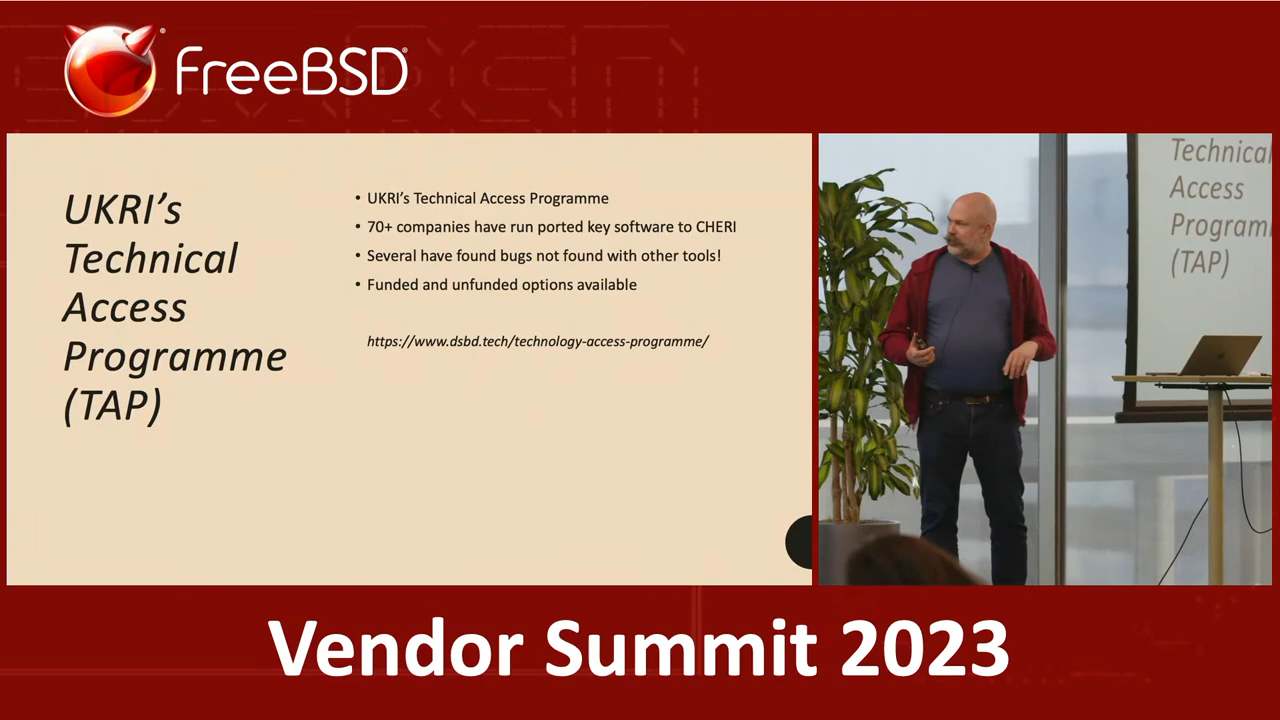 FreeBSD®
UKRI's
Technical
Access
Programme
(TAP)
• UKRI's Technical Access Programme
• 70+ companies have run ported key software to CHERI
• Several have found bugs not found with other tools!
• Funded and unfunded options available
https://www.dsbd.tech/technology-access-programme/
Technical
Access
Program
(TAP)
Vendor Summit 2023